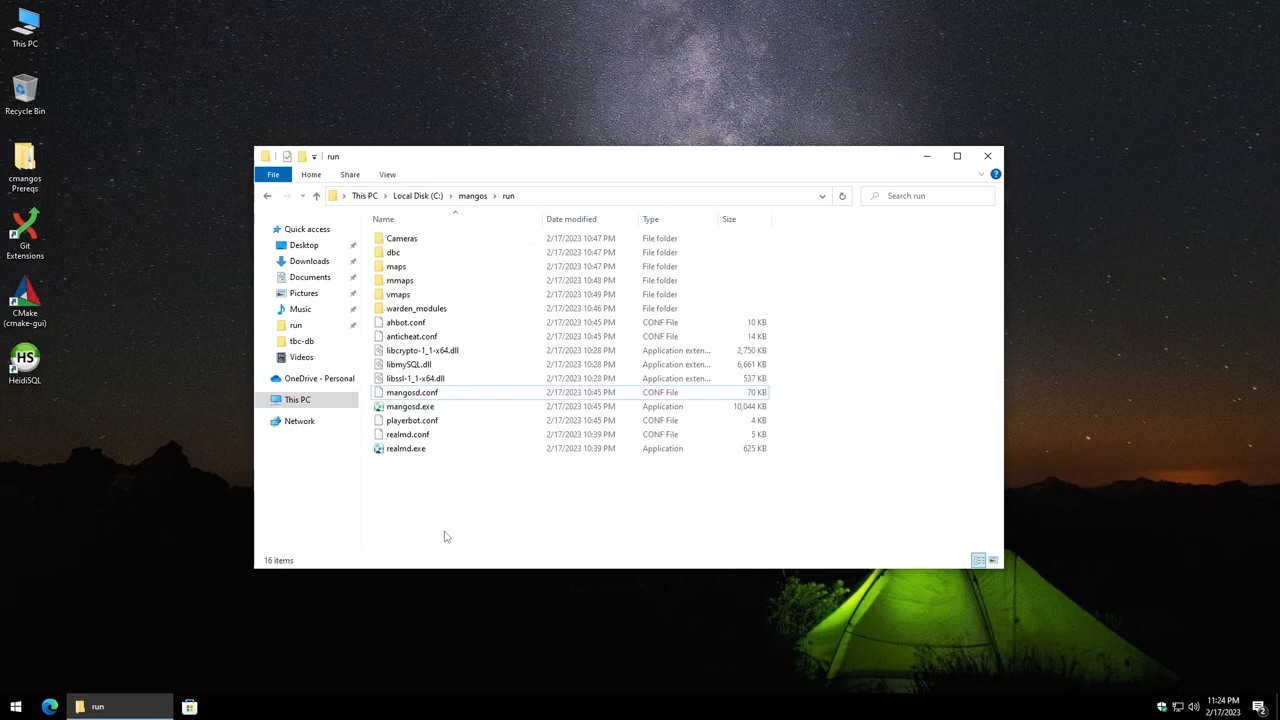 This PC
Recycle Bin
cmangos
Prereqs
Git
Extensions
CMake
(cmake-gui)
HS
HeidiSQL
run
File
Home
Share
View
This PC
Local Disk (C:)
mangos
run
Search run
Name
Date modified
Type
Size
Quick access
Desktop
Downloads
Documents
Pictures
Music
run
tbc-db
Videos
OneDrive - Personal
This PC
Network
Cameras 2/17/2023 10:47 PM File folder
dbc 2/17/2023 10:47 PM File folder
maps 2/17/2023 10:47 PM File folder
mmaps 2/17/2023 10:48 PM File folder
vmaps 2/17/2023 10:49 PM File folder
warden_modules 2/17/2023 10:46 PM File folder
ahbot.conf 2/17/2023 10:45 PM CONF File 10 KB
anticheat.conf 2/17/2023 10:45 PM CONF File 14 KB
libcrypto-1_1-x64.dll 2/17/2023 10:28 PM Application exten... 2,750 KB
libmySQL.dll 2/17/2023 10:28 PM Application exten... 6,661 KB
libssl-1_1-x64.dll 2/17/2023 10:28 PM Application exten... 537 KB
mangosd.conf 2/17/2023 10:45 PM CONF File 70 KB
mangosd.exe 2/17/2023 10:45 PM Application 10,044 KB
playerbot.conf 2/17/2023 10:45 PM CONF File 4 KB
realmd.conf 2/17/2023 10:39 PM CONF File 5 KB
realmd.exe 2/17/2023 10:39 PM Application 625 KB
16 items
run
11:24 PM
2/17/2023
2